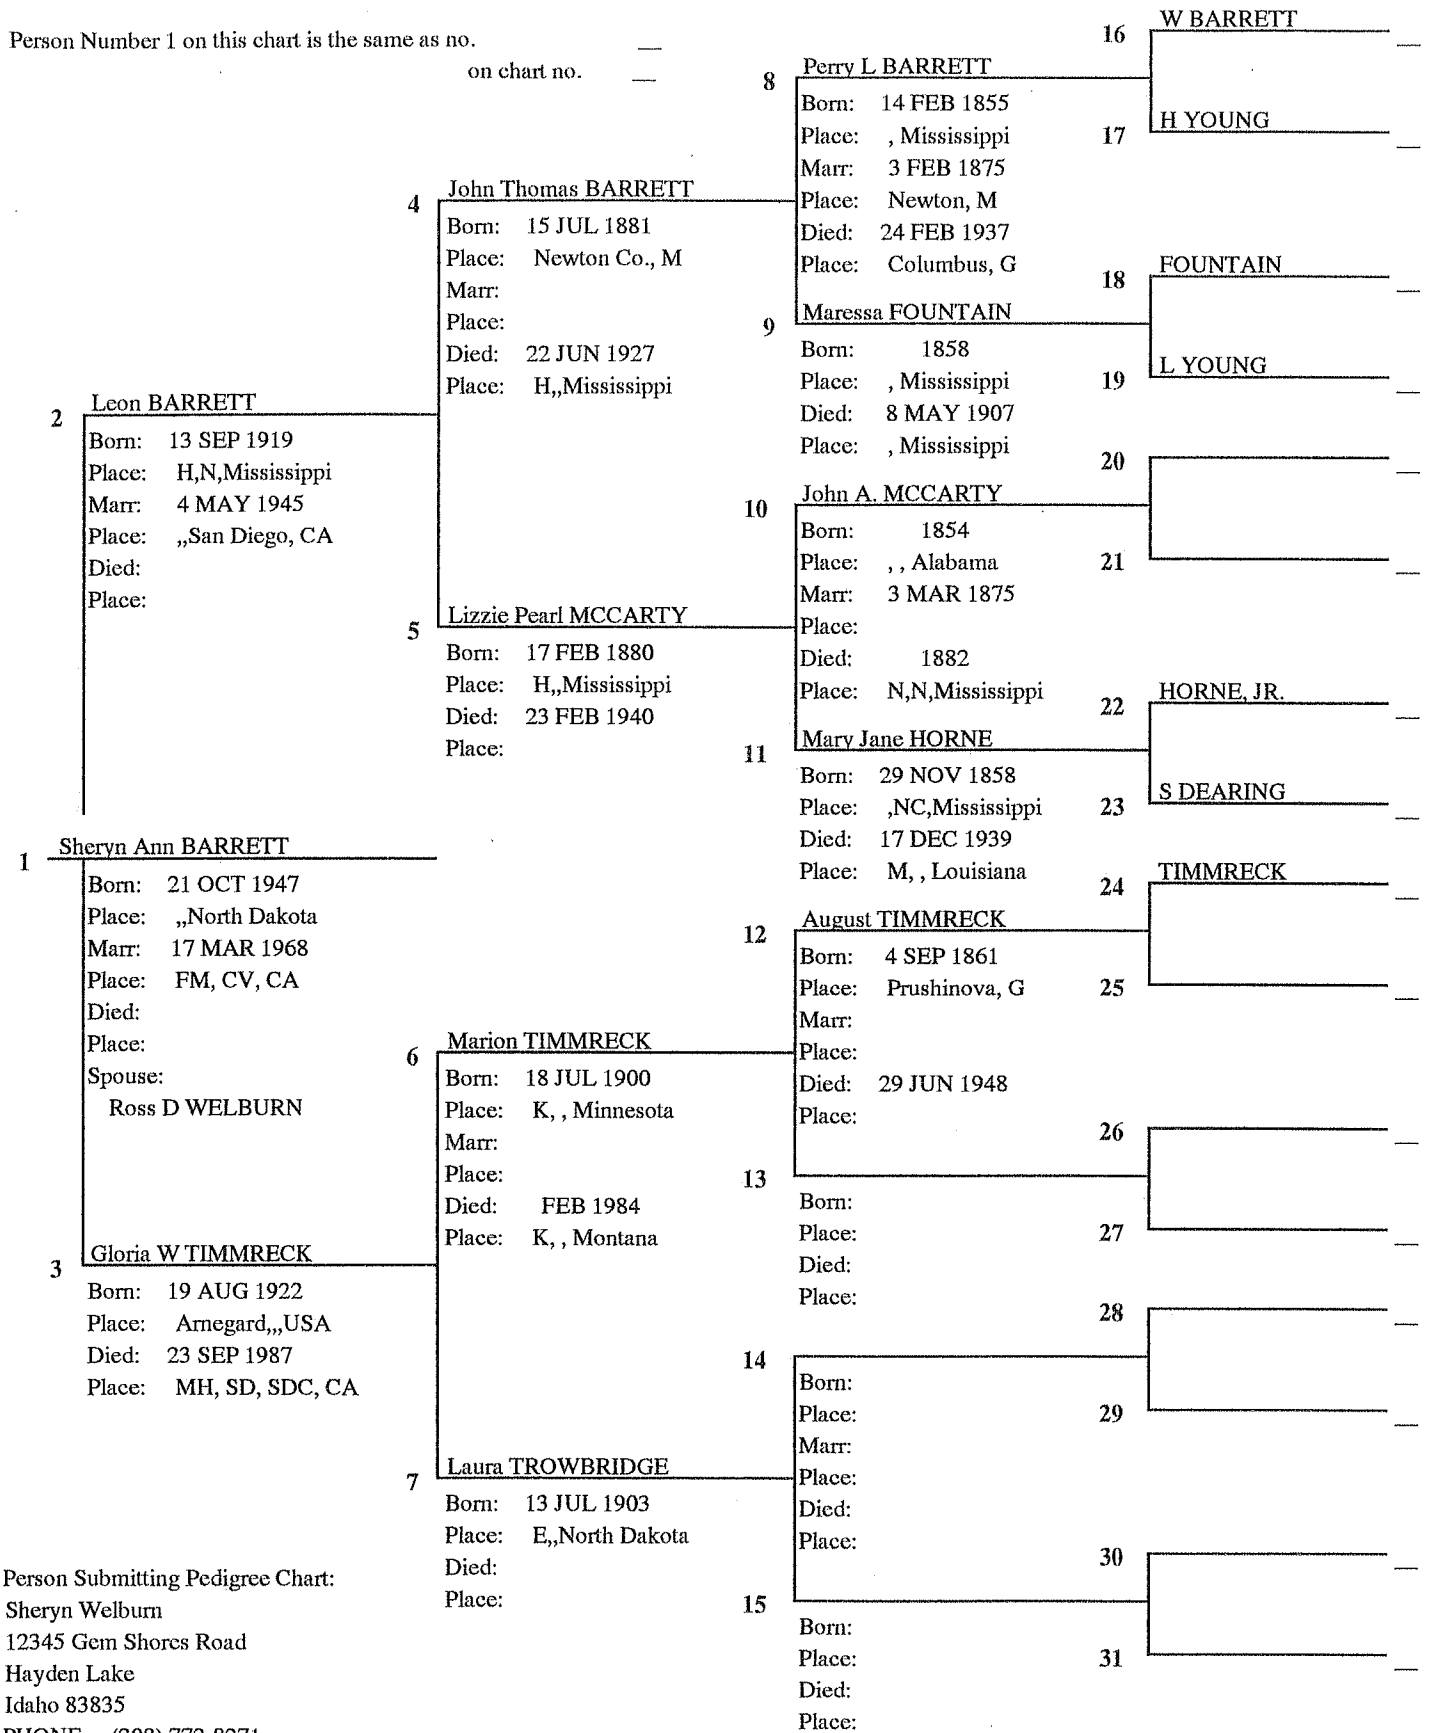 Person Number 1 on this chart is the same as no. __
on chart no. __
16 W BARRETT
8 Perry L BARRETT
Born: 14 FEB 1855
Place: , Mississippi
Marr: 3 FEB 1875
Place: Newton, M
Died: 24 FEB 1937
Place: Columbus, G
17 H YOUNG
4 John Thomas BARRETT
Born: 15 JUL 1881
Place: Newton Co., M
Marr:
Place:
Died: 22 JUN 1927
Place: H,,Mississippi
18 FOUNTAIN
9 Maressa FOUNTAIN
Born: 1858
Place: , Mississippi
Died: 8 MAY 1907
Place: , Mississippi
19 L YOUNG
2 Leon BARRETT
Born: 13 SEP 1919
Place: H,N,Mississippi
Marr: 4 MAY 1945
Place: ,,San Diego, CA
Died:
Place:
20
10 John A. MCCARTY
Born: 1854
Place: , , Alabama
Marr: 3 MAR 1875
Place:
Died: 1882
Place: N,N,Mississippi
21
5 Lizzie Pearl MCCARTY
Born: 17 FEB 1880
Place: H,,Mississippi
Died: 23 FEB 1940
Place:
22 HORNE, JR.
11 Mary Jane HORNE
Born: 29 NOV 1858
Place: ,NC,Mississippi
Died: 17 DEC 1939
Place: M, , Louisiana
23 S DEARING
1 Sheryn Ann BARRETT
Born: 21 OCT 1947
Place: ,,North Dakota
Marr: 17 MAR 1968
Place: FM, CV, CA
Died:
Place:
Spouse:
Ross D WELBURN
24 TIMMRECK
12 August TIMMRECK
Born: 4 SEP 1861
Place: Prushinova, G
Marr:
Place:
Died: 29 JUN 1948
Place:
25
6 Marion TIMMRECK
Born: 18 JUL 1900
Place: K, , Minnesota
Marr:
Place:
Died: FEB 1984
Place: K, , Montana
26
13
Born:
Place:
Died:
Place:
27
3 Gloria W TIMMRECK
Born: 19 AUG 1922
Place: Arnegard,,,USA
Died: 23 SEP 1987
Place: MH, SD, SDC, CA
28
14
Born:
Place:
Marr:
Place:
Died:
Place:
29
7 Laura TROWBRIDGE
Born: 13 JUL 1903
Place: E,,North Dakota
Died:
Place:
30
15
Born:
Place:
Died:
Place:
31
Person Submitting Pedigree Chart:
Sheryn Welburn
12345 Gem Shores Road
Hayden Lake
Idaho 83835